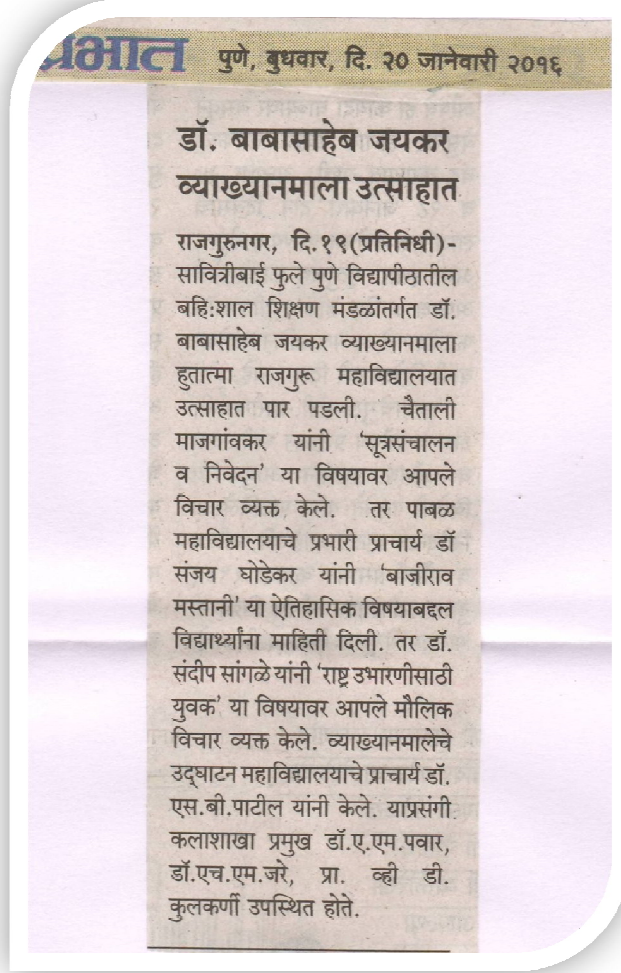 प्रभात पुणे, बुधवार, दि. २० जानेवारी २०१६
डॉ. बाबासाहेब जयकर
व्याख्यानमाला उत्साहात
राजगुरुनगर, दि.१९(प्रतिनिधी)-
सावित्रीबाई फुले पुणे विद्यापीठातील
बहि:शाल शिक्षण मंडळांतर्गत डॉ.
बाबासाहेब जयकर व्याख्यानमाला
हुतात्मा राजगुरू महाविद्यालयात
उत्साहात पार पडली. चैताली
माजगांवकर यांनी 'सूत्रसंचालन
व निवेदन' या विषयावर आपले
विचार व्यक्त केले. तर पाबळ
महाविद्यालयाचे प्रभारी प्राचार्य डॉ
संजय घोडेकर यांनी 'बाजीराव
मस्तानी' या ऐतिहासिक विषयाबद्दल
विद्यार्थ्यांना माहिती दिली. तर डॉ.
संदीप सांगळे यांनी 'राष्ट्र उभारणीसाठी
युवक' या विषयावर आपले मौलिक
विचार व्यक्त केले. व्याख्यानमालेचे
उद्घाटन महाविद्यालयाचे प्राचार्य डॉ.
एस.बी.पाटील यांनी केले. याप्रसंगी
कलाशाखा प्रमुख डॉ.ए.एम.पवार,
डॉ.एच.एम.जरे, प्रा. व्ही डी.
कुलकर्णी उपस्थित होते.